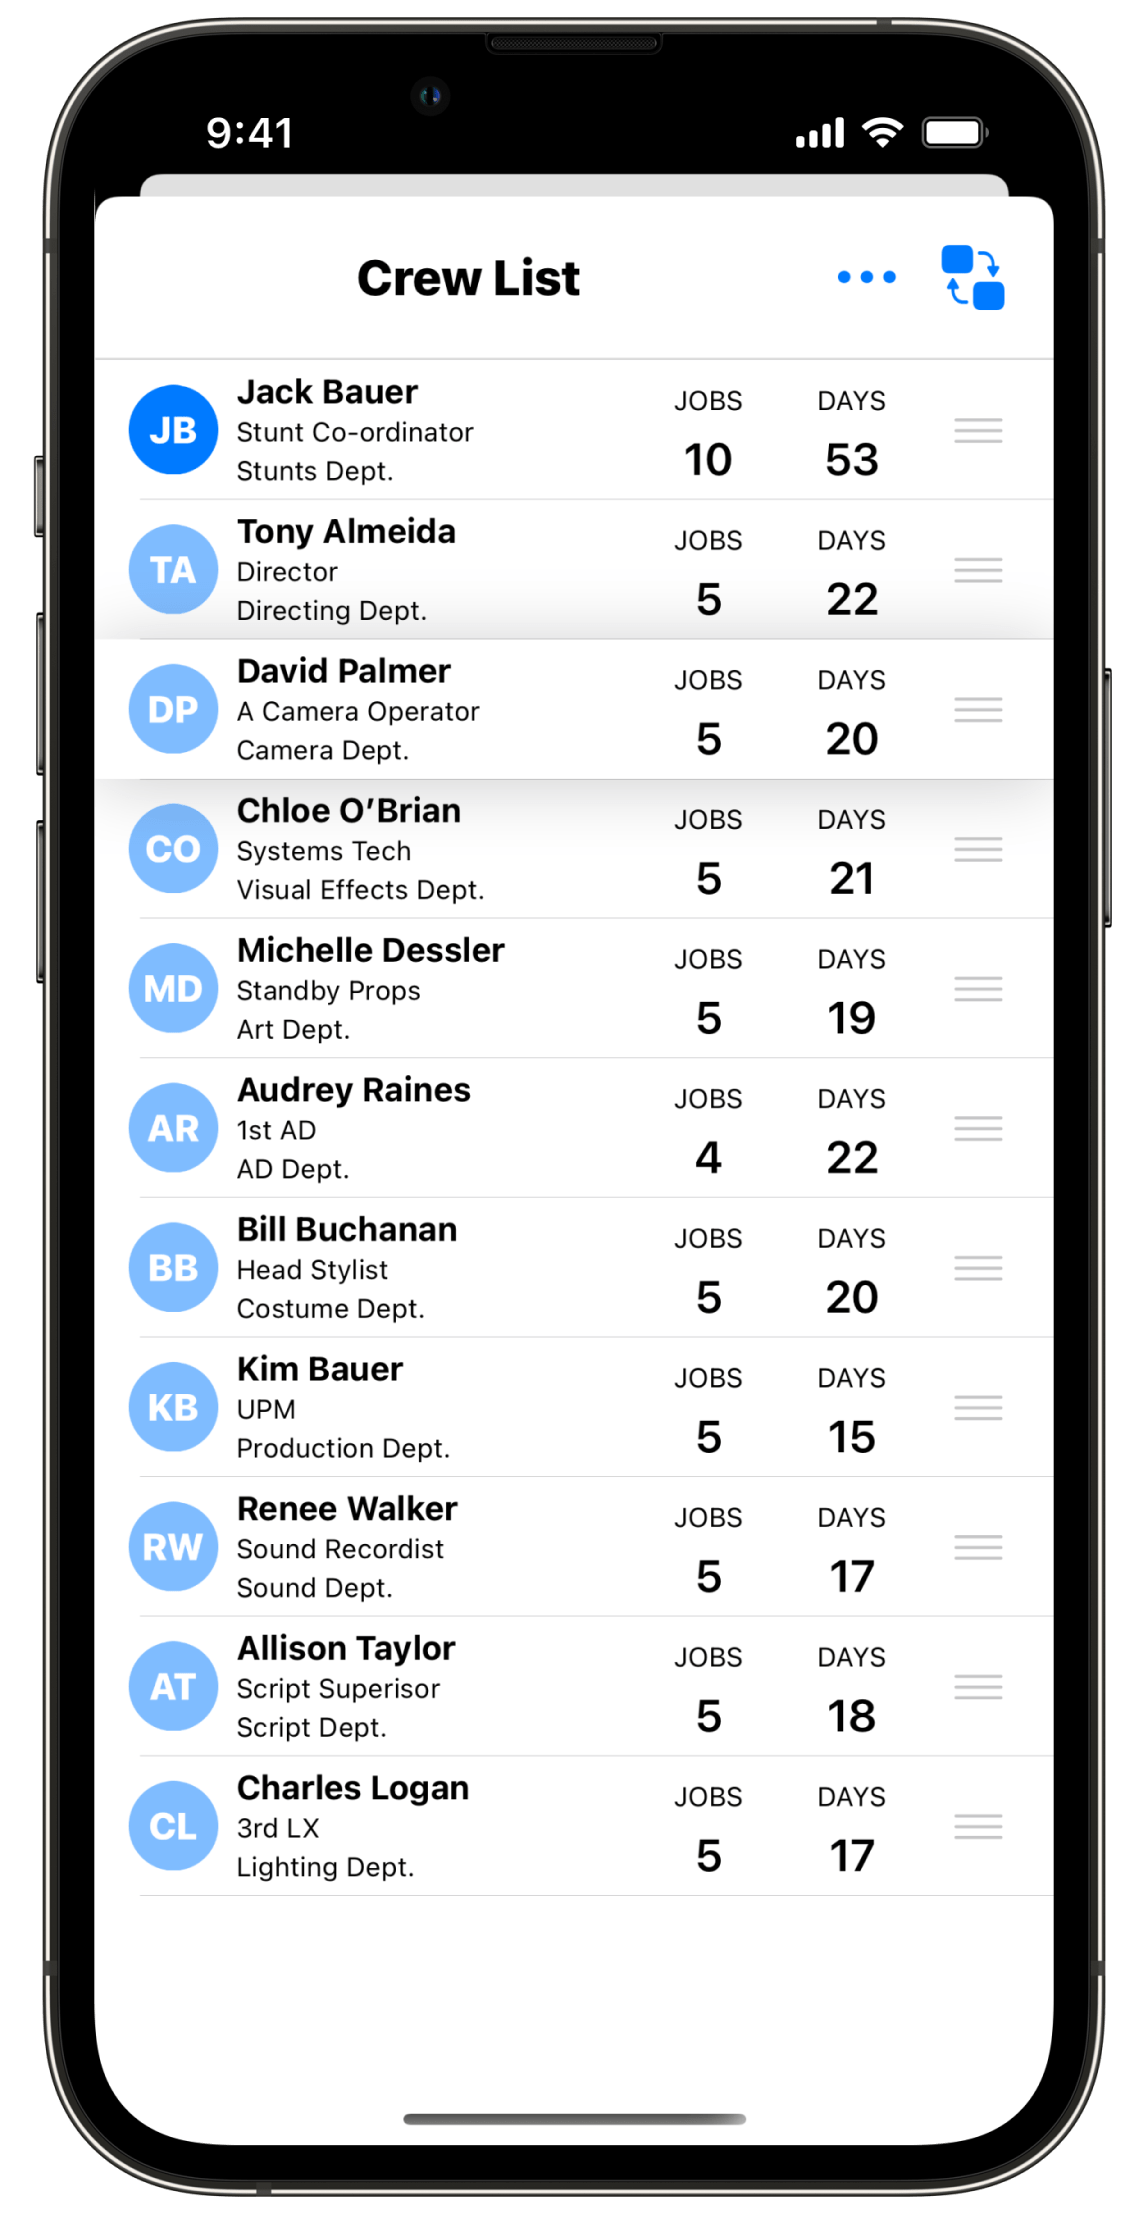 9:41
Crew List
JB Jack Bauer JOBS DAYS
Stunt Co-ordinator 10 53
Stunts Dept.
TA Tony Almeida JOBS DAYS
Director 5 22
Directing Dept.
DP David Palmer JOBS DAYS
A Camera Operator 5 20
Camera Dept.
CO Chloe O’Brian JOBS DAYS
Systems Tech 5 21
Visual Effects Dept.
MD Michelle Dessler JOBS DAYS
Standby Props 5 19
Art Dept.
AR Audrey Raines JOBS DAYS
1st AD 4 22
AD Dept.
BB Bill Buchanan JOBS DAYS
Head Stylist 5 20
Costume Dept.
KB Kim Bauer JOBS DAYS
UPM 5 15
Production Dept.
RW Renee Walker JOBS DAYS
Sound Recordist 5 17
Sound Dept.
AT Allison Taylor JOBS DAYS
Script Superisor 5 18
Script Dept.
CL Charles Logan JOBS DAYS
3rd LX 5 17
Lighting Dept.